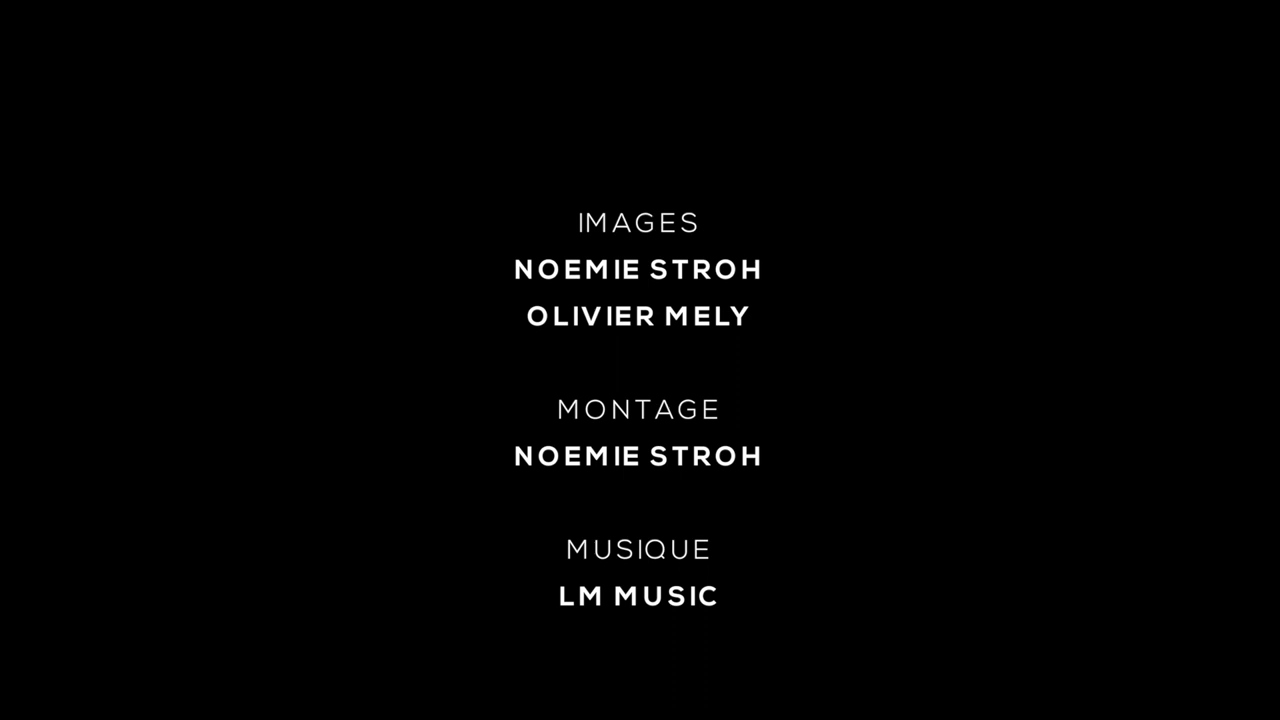 IMAGES
NOEMIE STROH
OLIVIER MELY
MONTAGE
NOEMIE STROH
MUSIQUE
LM MUSIC